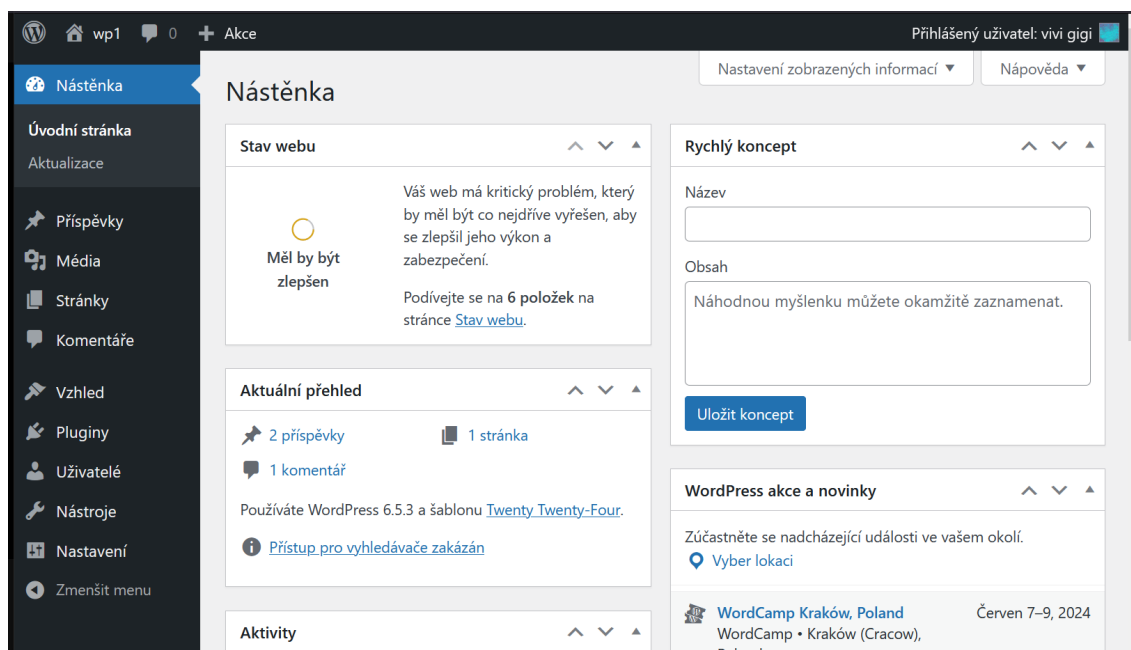 wp1 0 Akce Přihlášený uživatel: vivi gigi
Nastavení zobrazených informací Nápověda
Nástěnka
Úvodní stránka
Aktualizace
Příspěvky
Média
Stránky
Komentáře
Vzhled
Pluginy
Uživatelé
Nástroje
Nastavení
Zmenšit menu
Nástěnka
Stav webu
Měl by být
zlepšen
Váš web má kritický problém, který
by měl být co nejdříve vyřešen, aby
se zlepšil jeho výkon a
zabezpečení.
Podívejte se na 6 položek na
stránce Stav webu.
Aktuální přehled
2 příspěvky 1 stránka
1 komentář
Používáte WordPress 6.5.3 a šablonu Twenty Twenty-Four.
Přístup pro vyhledávače zakázán
Aktivity
Rychlý koncept
Název
Obsah
Náhodnou myšlenku můžete okamžitě zaznamenat.
Uložit koncept
WordPress akce a novinky
Zúčastněte se nadcházející události ve vašem okolí.
Vyber lokaci
WordCamp Kraków, Poland Červen 7–9, 2024
WordCamp • Kraków (Cracow),